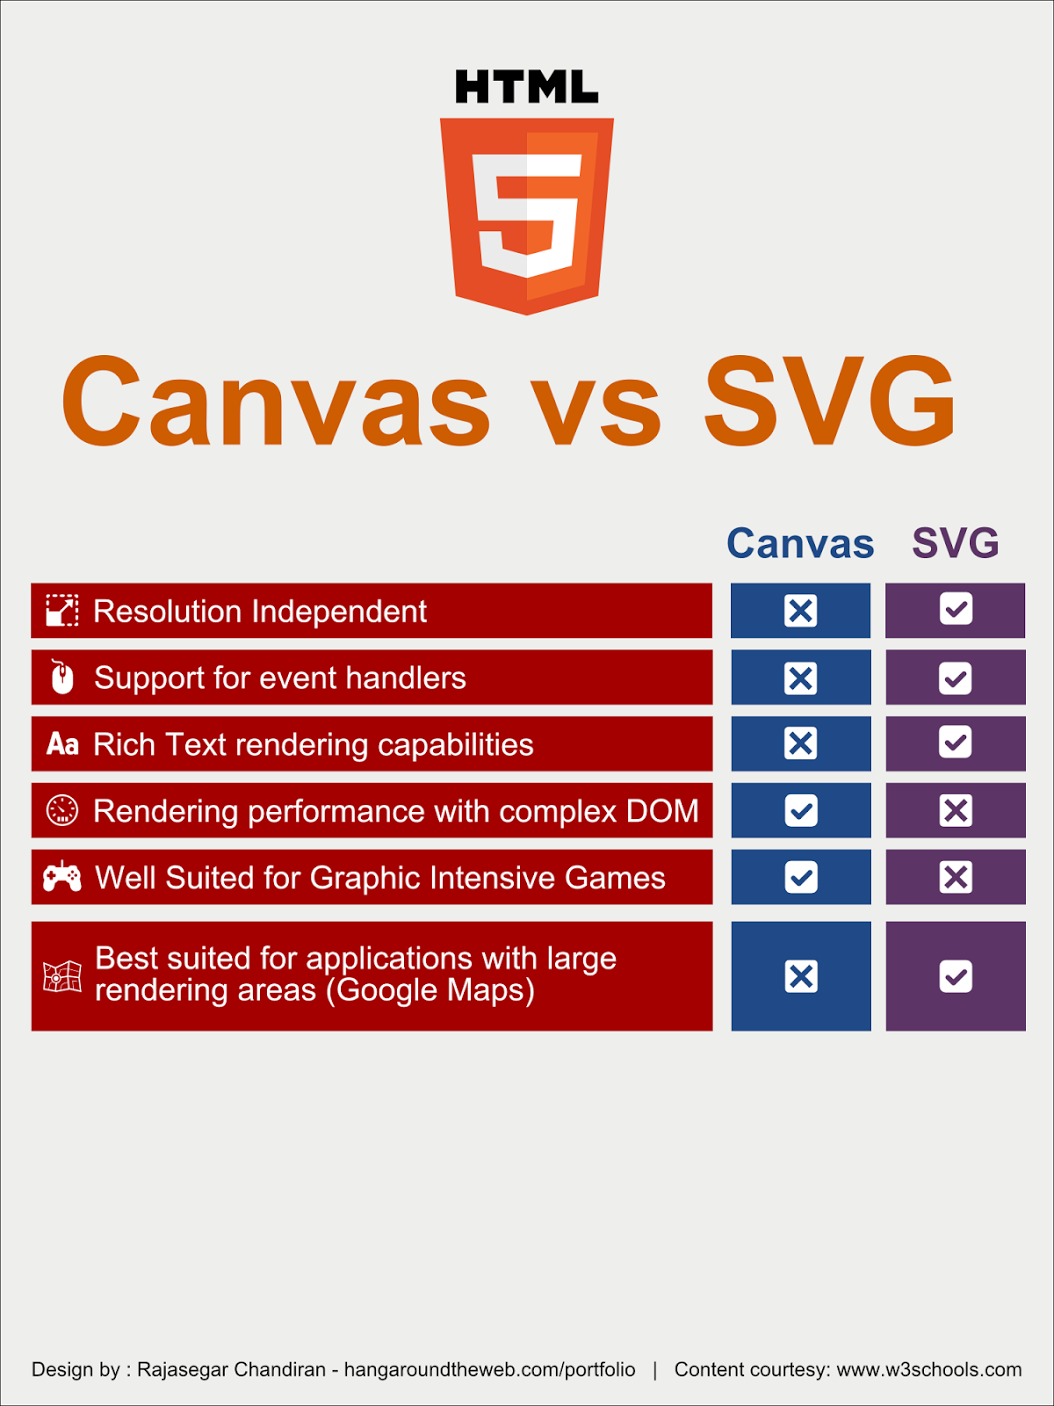 HTML
5
Canvas vs SVG
Canvas SVG
Resolution Independent
Support for event handlers
Aa Rich Text rendering capabilities
Rendering performance with complex DOM
Well Suited for Graphic Intensive Games
Best suited for applications with large
rendering areas (Google Maps)
Design by : Rajasegar Chandiran - hangaroundtheweb.com/portfolio | Content courtesy: www.w3schools.com